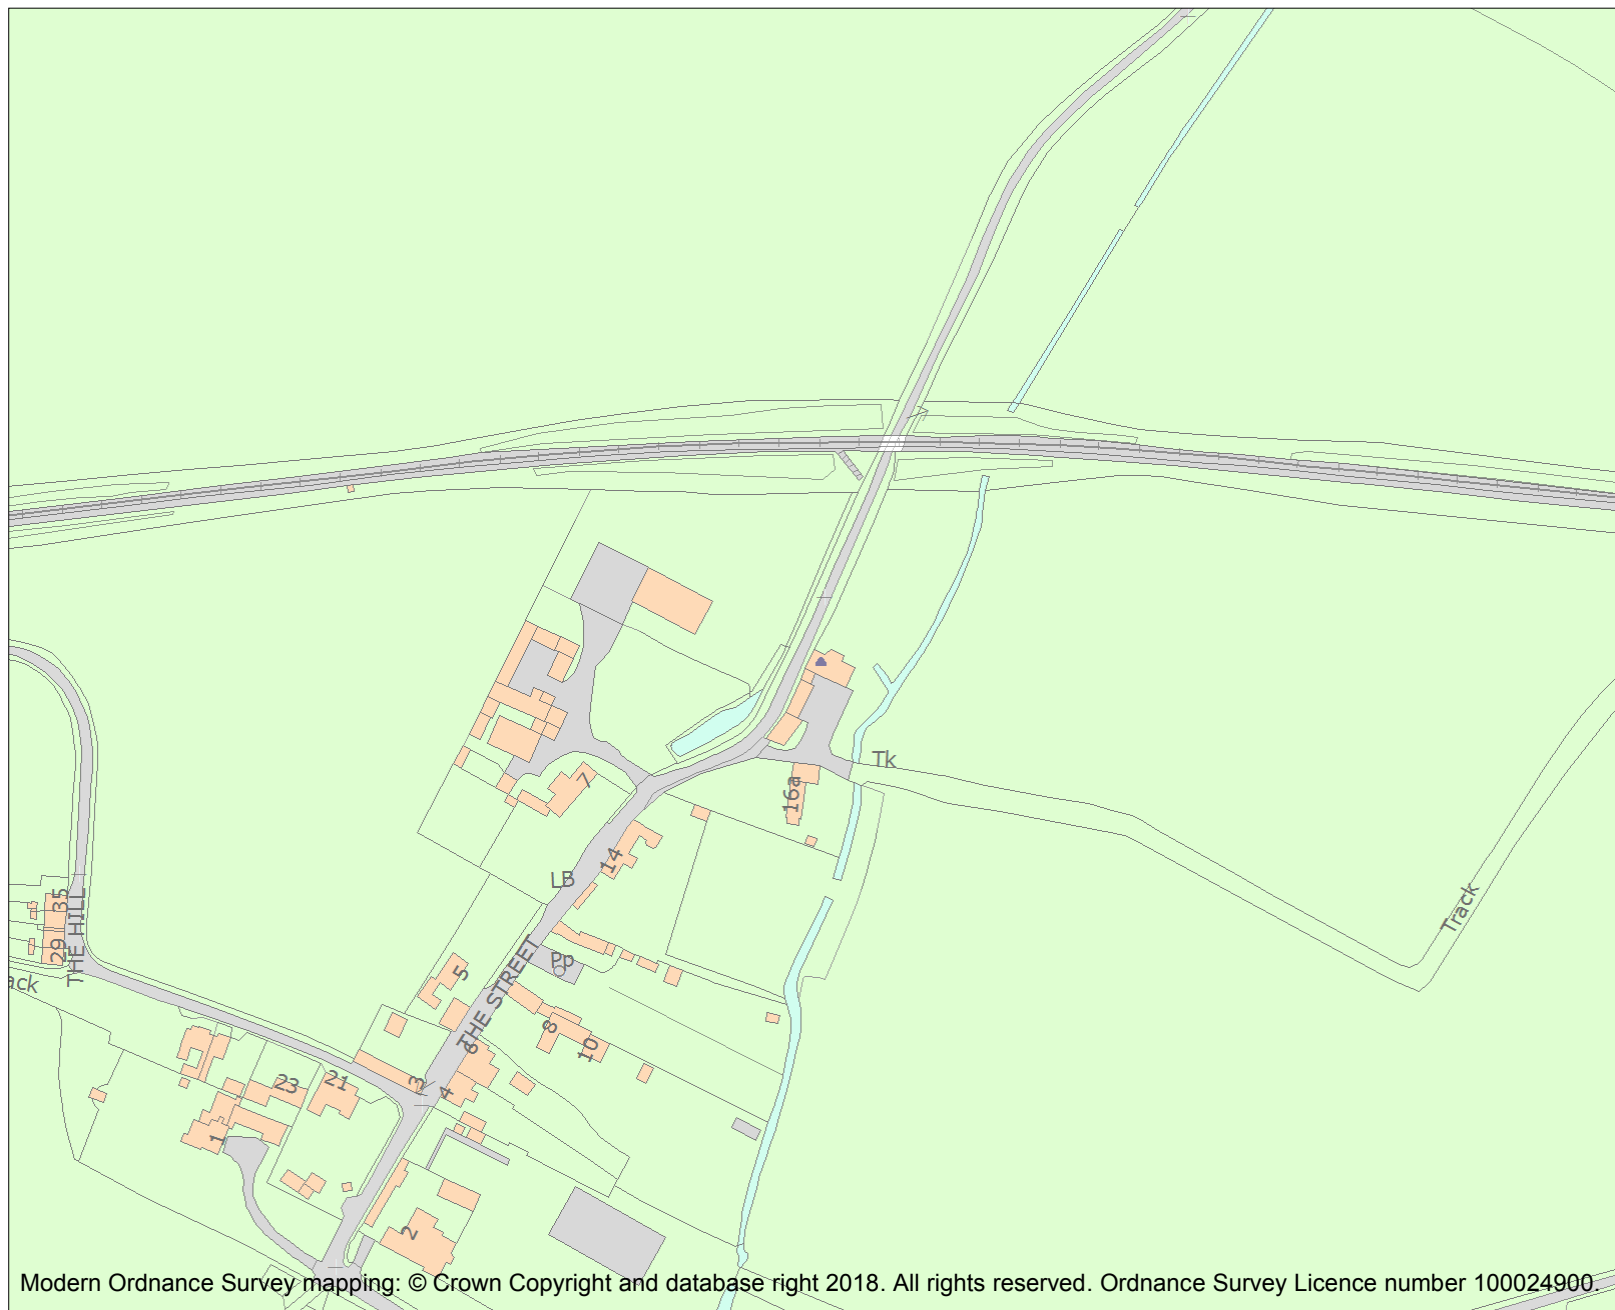 Tk
7
16a
14
LB
35
29
THE HILL
Track
ack
5
Pp
THE STREET
8
10
6
3
4
23
21
1
2
Modern Ordnance Survey mapping: © Crown Copyright and database right 2018. All rights reserved. Ordnance Survey Licence number 100024900.